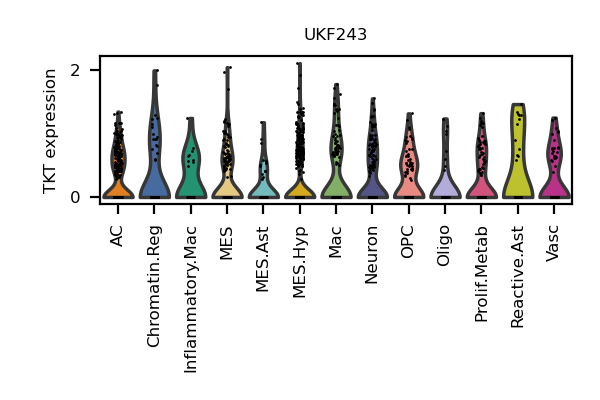 UKF243
TKT expression
2
0
AC
Chromatin.Reg
Inflammatory.Mac
MES
MES.Ast
MES.Hyp
Mac
Neuron
OPC
Oligo
Prolif.Metab
Reactive.Ast
Vasc